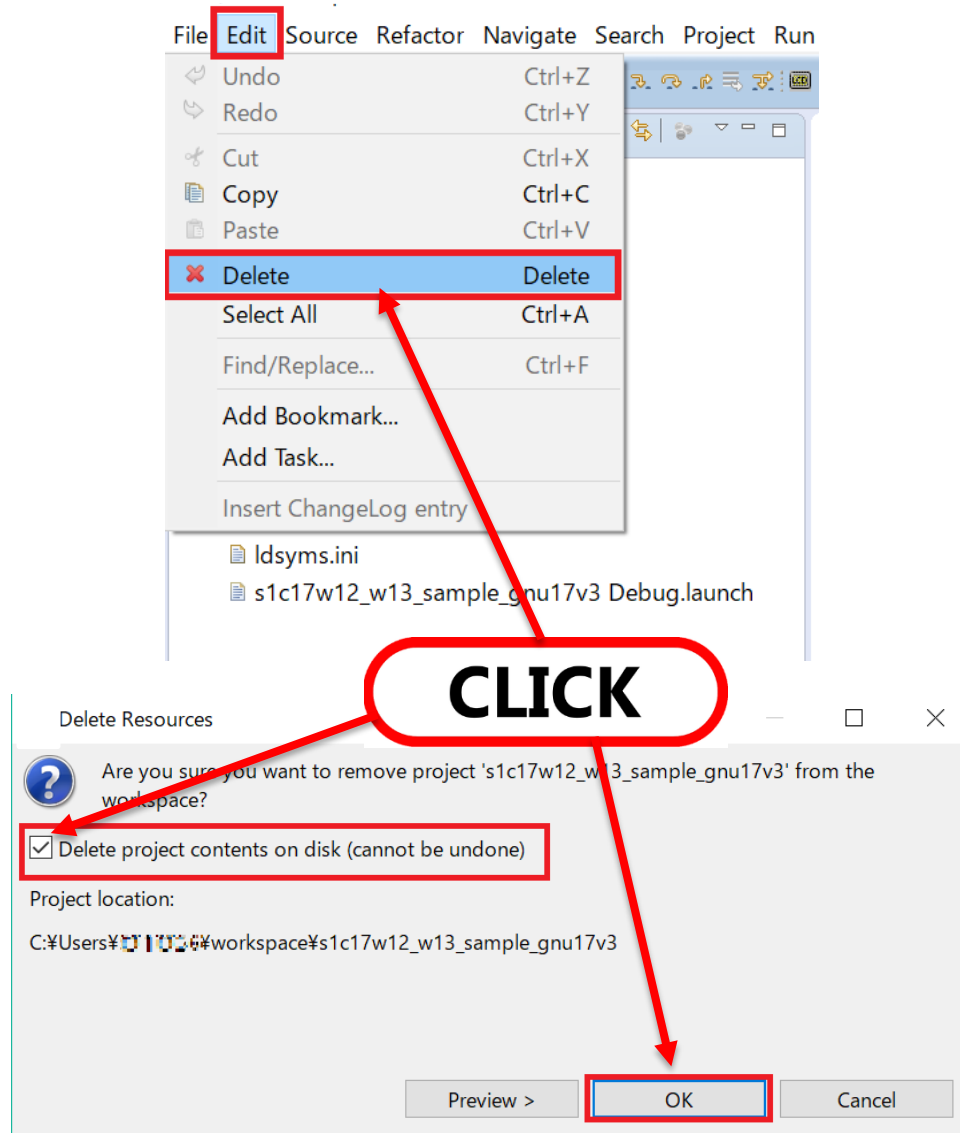 File Edit Source Refactor Navigate Search Project Run
Undo Ctrl+Z
Redo Ctrl+Y
LCD
Cut Ctrl+X
Copy Ctrl+C
Paste Ctrl+V
Delete Delete
Select All Ctrl+A
Find/Replace... Ctrl+F
Add Bookmark...
Add Task...
Insert ChangeLog entry
ldsyms.ini
s1c17w12_w13_sample_gnu17v3 Debug.launch
CLICK
Delete Resources
Are you sure you want to remove project 's1c17w12_w13_sample_gnu17v3' from the
workspace?
Delete project contents on disk (cannot be undone)
Project location:
C:¥Users¥ ¥workspace¥s1c17w12_w13_sample_gnu17v3
Preview > OK Cancel